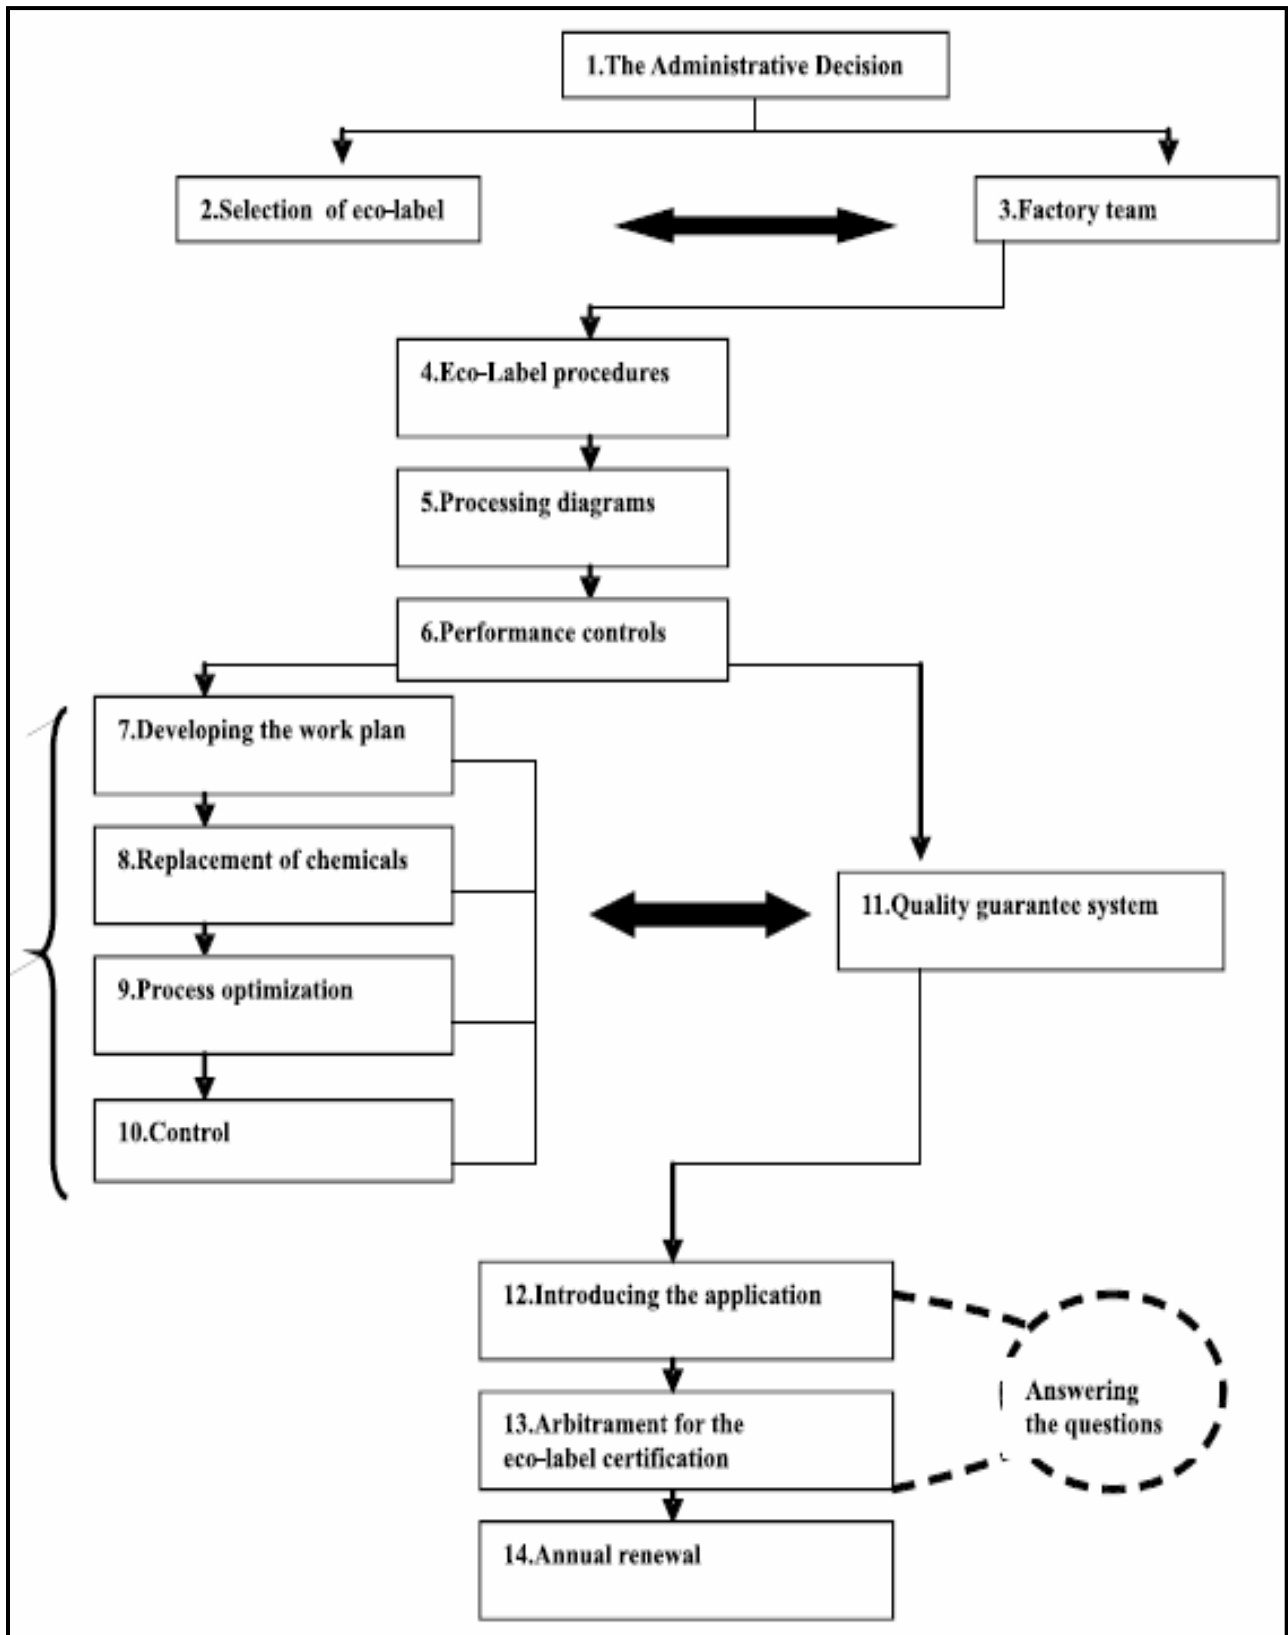 1.The Administrative Decision
2.Selection of eco-label
3.Factory team
4.Eco-Label procedures
5.Processing diagrams
6.Performance controls
7.Developing the work plan
8.Replacement of chemicals
9.Process optimization
10.Control
11.Quality guarantee system
12.Introducing the application
13.Arbitrament for the
eco-label certification
Answering
the questions
14.Annual renewal